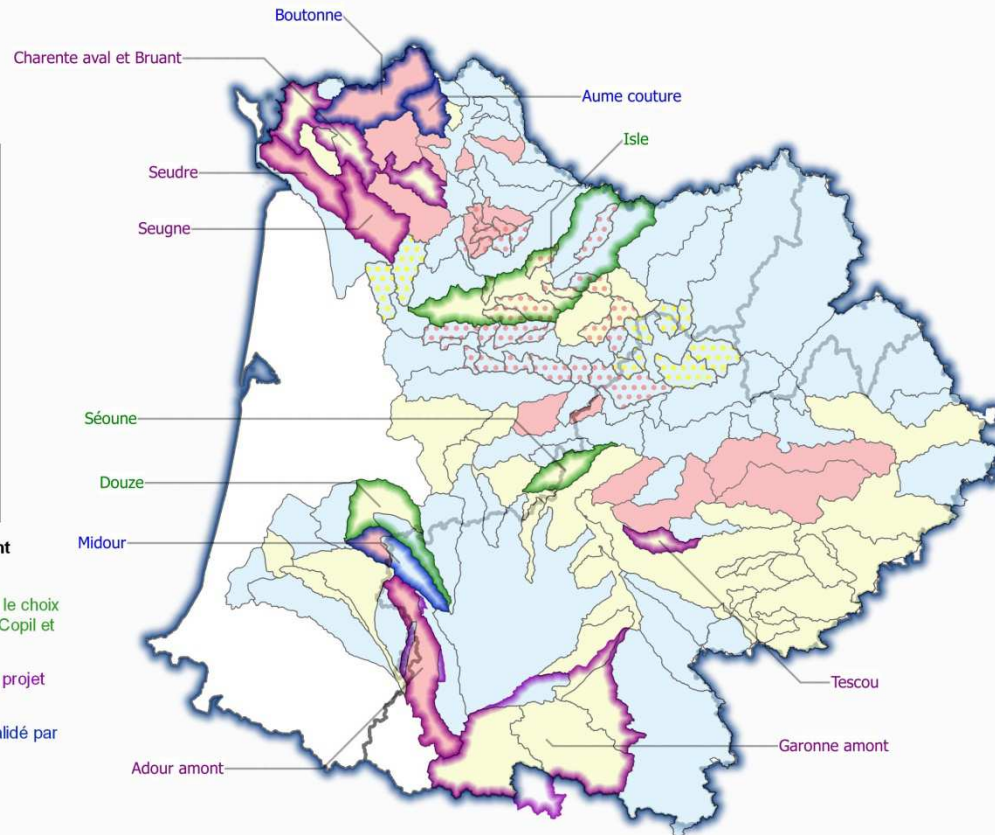 Boutonne
Charente aval et Bruant
Aume couture
Isle
Seudre
Seugne
Séoune
Douze
nt
Midour
le choix
Copil et
projet
Tescou
lidé par
Garonne amont
Adour amont